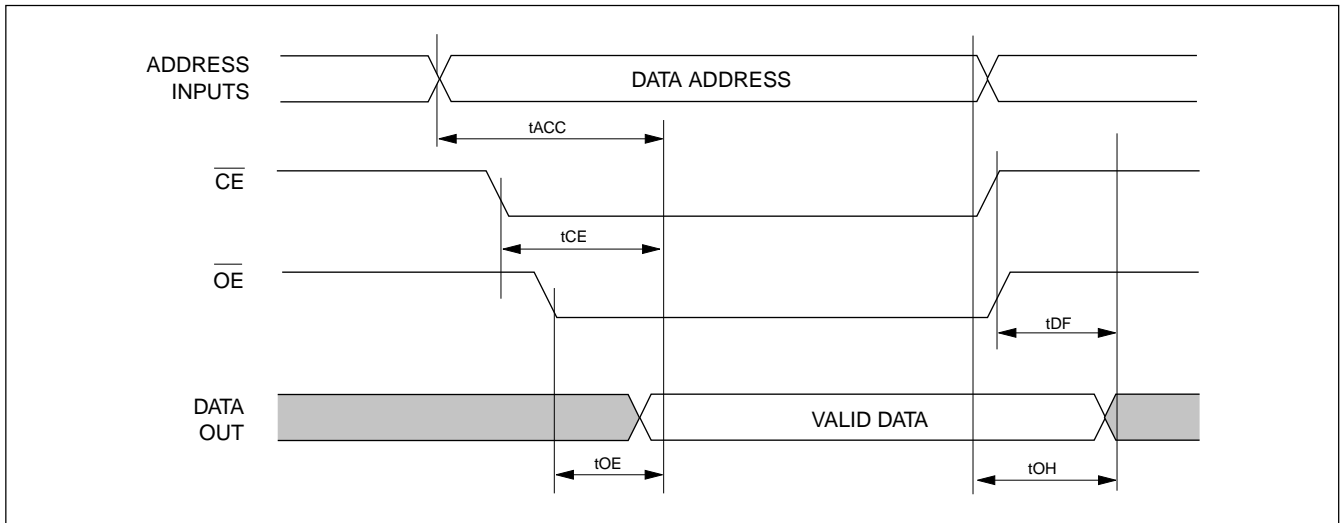 ADDRESS
INPUTS
DATA ADDRESS
tACC
CE
tCE
OE
tDF
DATA
OUT
VALID DATA
tOE
tOH